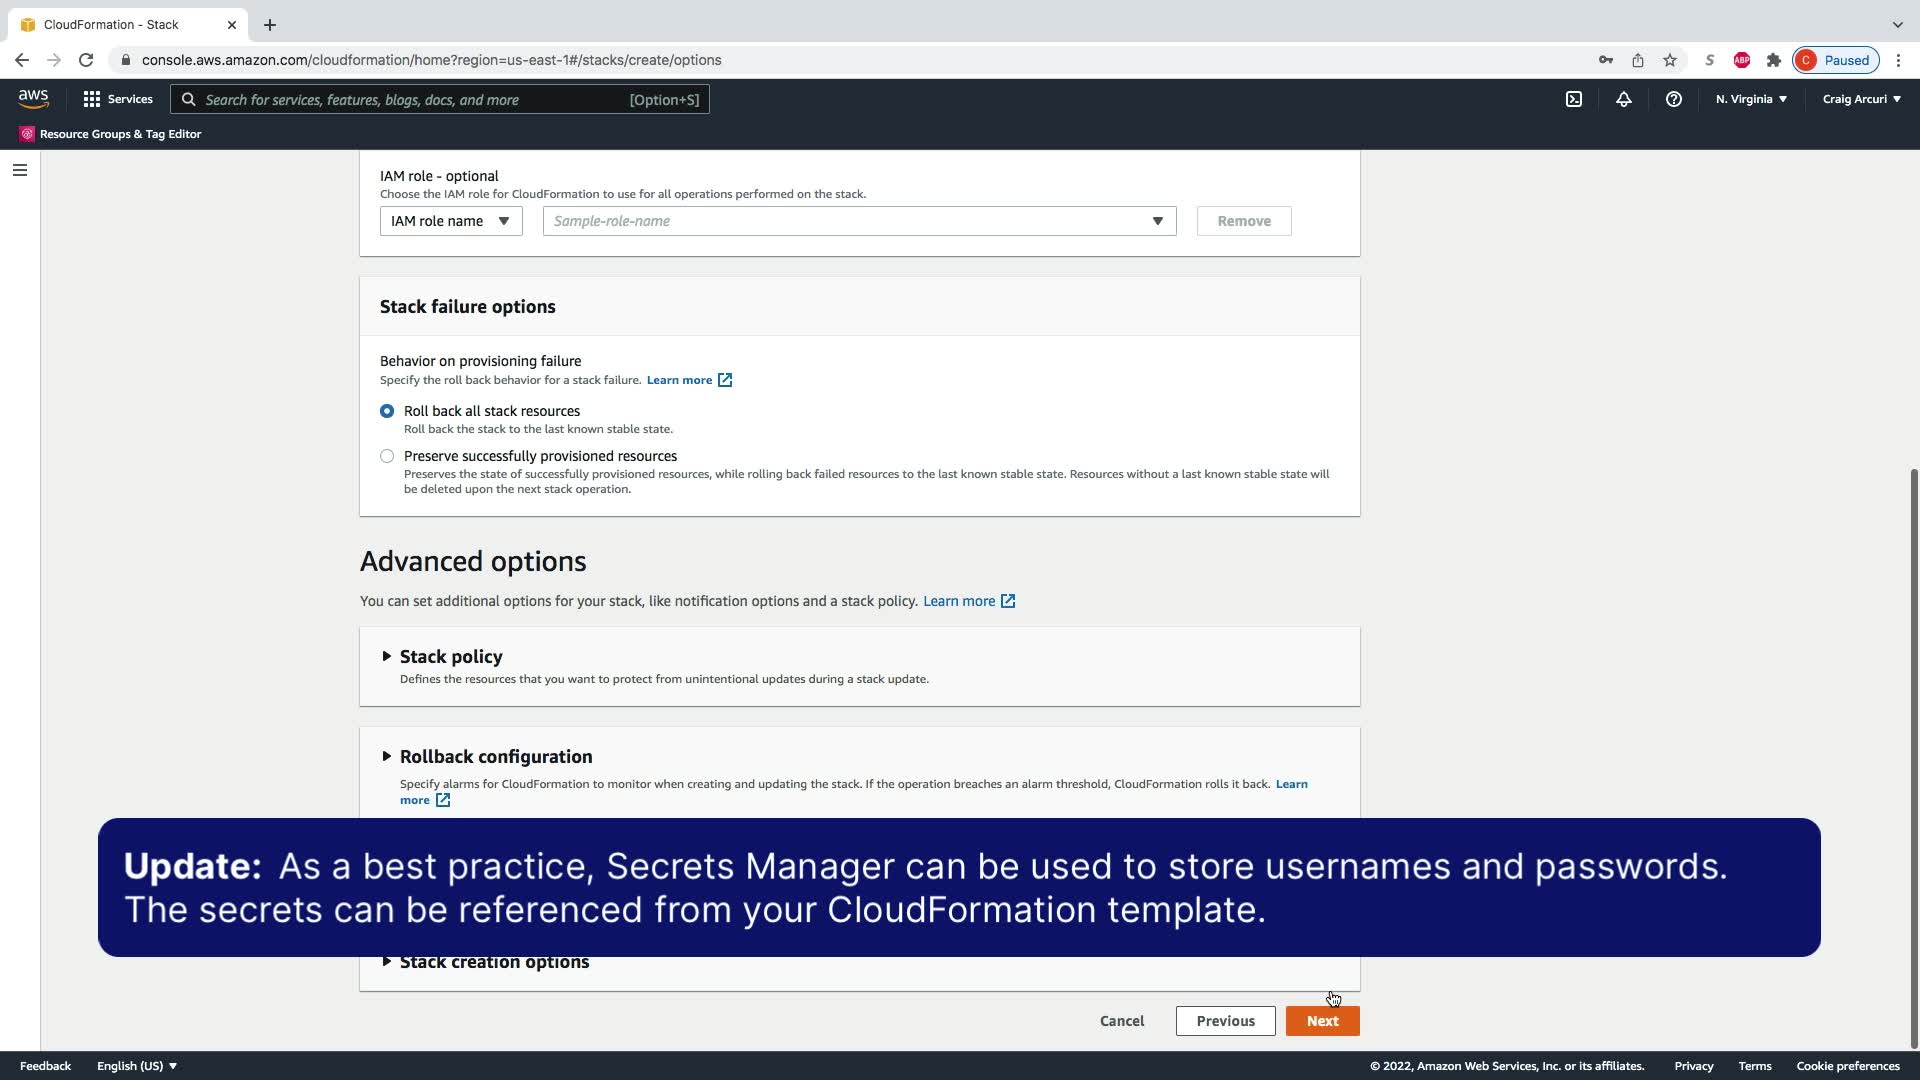 CloudFormation - Stack
console.aws.amazon.com/cloudformation/home?region=us-east-1#/stacks/create/options
S
ABP
C
Paused
aws
Services
Search for services, features, blogs, docs, and more
[Option+S]
N. Virginia
Craig Arcuri
Resource Groups & Tag Editor
IAM role - optional
Choose the IAM role for CloudFormation to use for all operations performed on the stack.
IAM role name
Sample-role-name
Remove
Stack failure options
Behavior on provisioning failure
Specify the roll back behavior for a stack failure. Learn more
Roll back all stack resources
Roll back the stack to the last known stable state.
Preserve successfully provisioned resources
Preserves the state of successfully provisioned resources, while rolling back failed resources to the last known stable state. Resources without a last known stable state will
be deleted upon the next stack operation.
Advanced options
You can set additional options for your stack, like notification options and a stack policy. Learn more
Stack policy
Defines the resources that you want to protect from unintentional updates during a stack update.
Rollback configuration
Specify alarms for CloudFormation to monitor when creating and updating the stack. If the operation breaches an alarm threshold, CloudFormation rolls it back. Learn
more
Update: As a best practice, Secrets Manager can be used to store usernames and passwords.
The secrets can be referenced from your CloudFormation template.
Stack creation options
Cancel
Previous
Next
Feedback
English (US)
© 2022, Amazon Web Services, Inc. or its affiliates.
Privacy
Terms
Cookie preferences